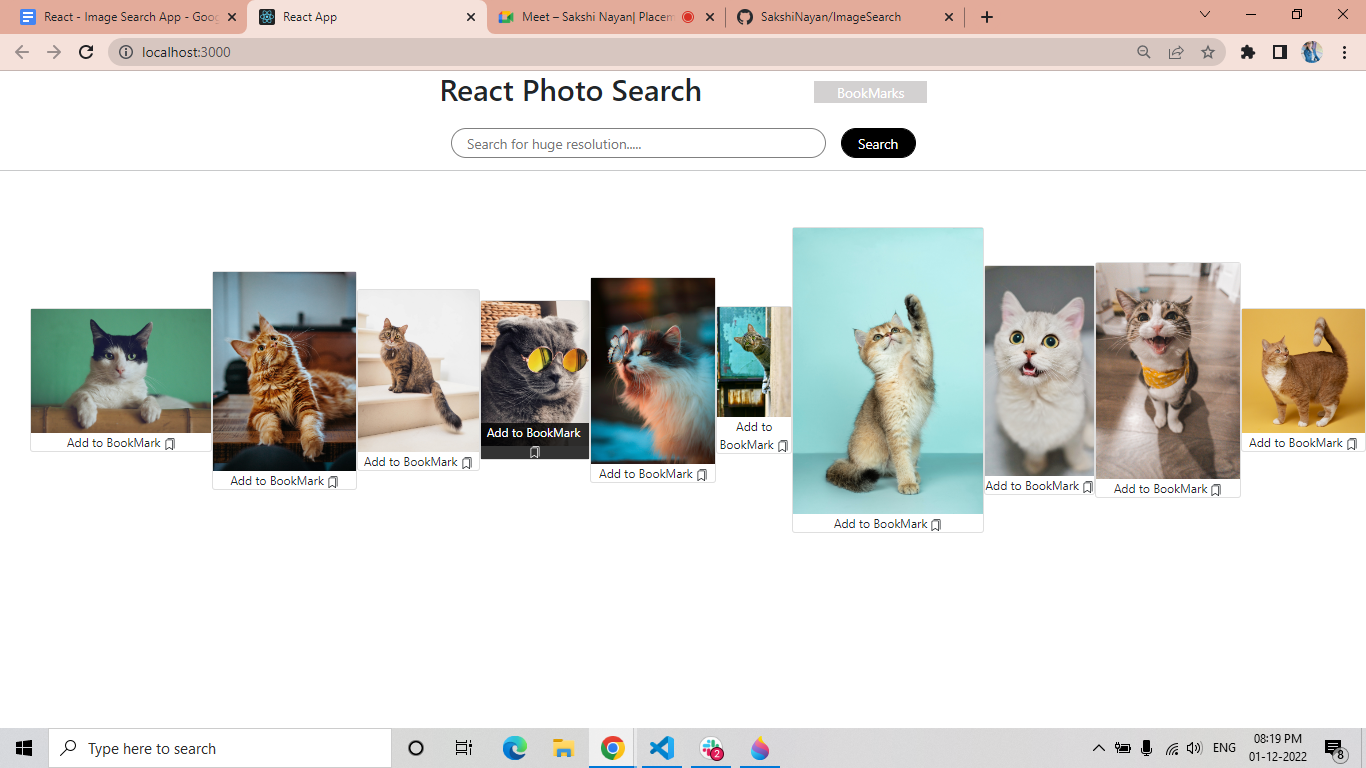 React - Image Search App - Goog
React App
Meet – Sakshi Nayan| Placem
SakshiNayan/ImageSearch
localhost:3000
React Photo Search
BookMarks
Search for huge resolution.....
Search
Add to BookMark
Add to BookMark
Add to BookMark
Add to BookMark
Add to BookMark
Add to
BookMark
Add to BookMark
Add to BookMark
Add to BookMark
Add to BookMark
Type here to search
2
ENG
08:19 PM
01-12-2022
8